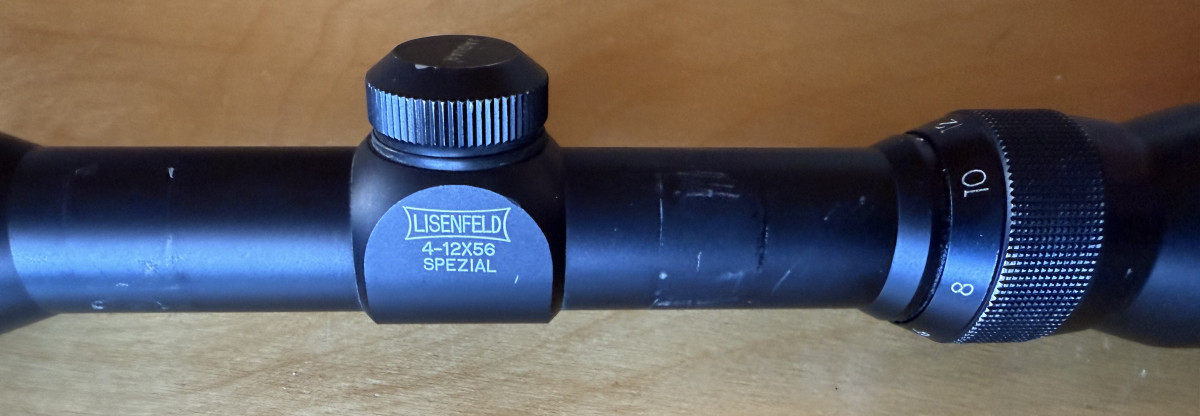 LISENFELD
4-12X56
SPEZIAL
12
10
8